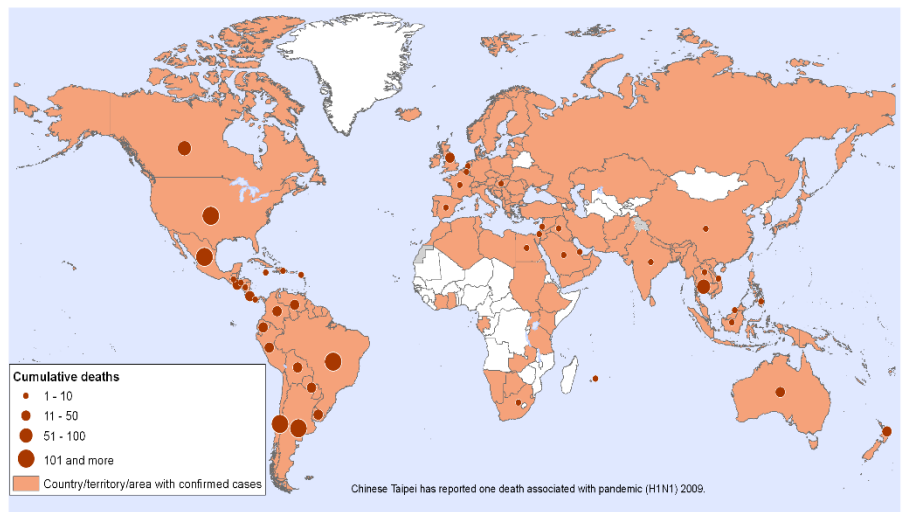 Cumulative deaths
1 - 10
11 - 50
51 - 100
101 and more
Country/territory/area with confirmed cases
Chinese Taipei has reported one death associated with pandemic (H1N1) 2009.